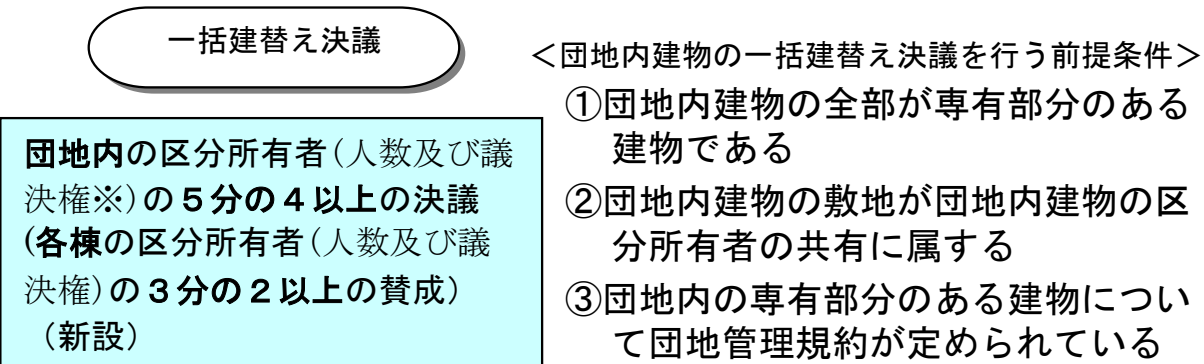 一括建替え決議
団地内の区分所有者(人数及び議
決権※)の5分の4以上の決議
(各棟の区分所有者(人数及び議
決権)の3分の2以上の賛成)
(新設)
<団地内建物の一括建替え決議を行う前提条件>
①団地内建物の全部が専有部分のある
建物である
②団地内建物の敷地が団地内建物の区
分所有者の共有に属する
③団地内の専有部分のある建物につい
て団地管理規約が定められている